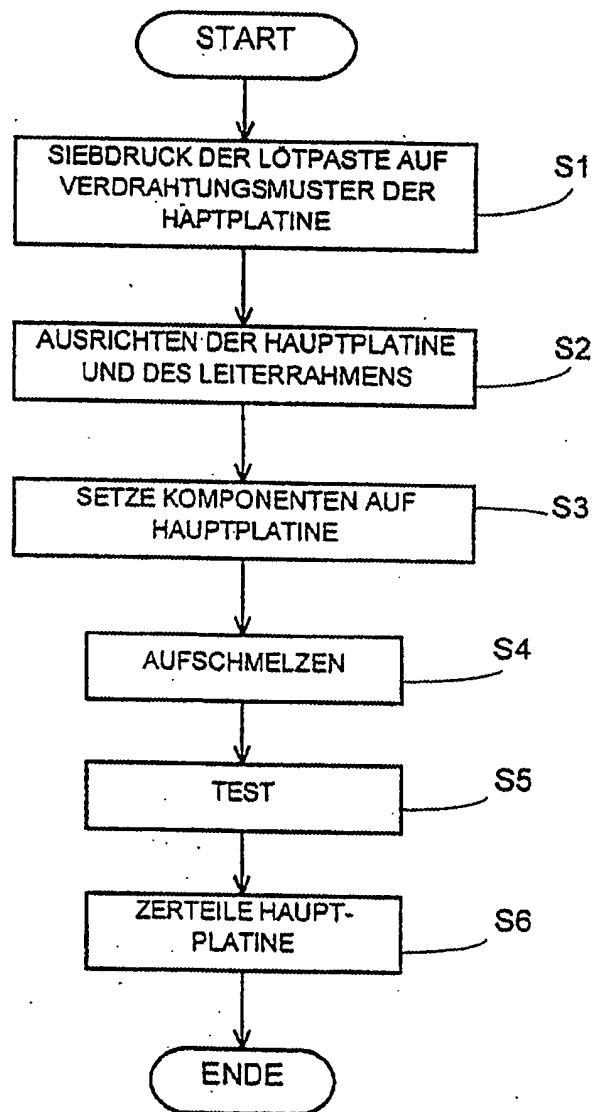 START
SIEBDRUCK DER LÖTPASTE AUF
VERDRAHTUNGSMUSTER DER
HAPTPLATINE
S1
AUSRICHTEN DER HAUPTPLATINE
UND DES LEITERRAHMENS
S2
SETZE KOMPONENTEN AUF
HAUPTPLATINE
S3
AUFSCHMELZEN
S4
TEST
S5
ZERTEILE HAUPT-
PLATINE
S6
ENDE